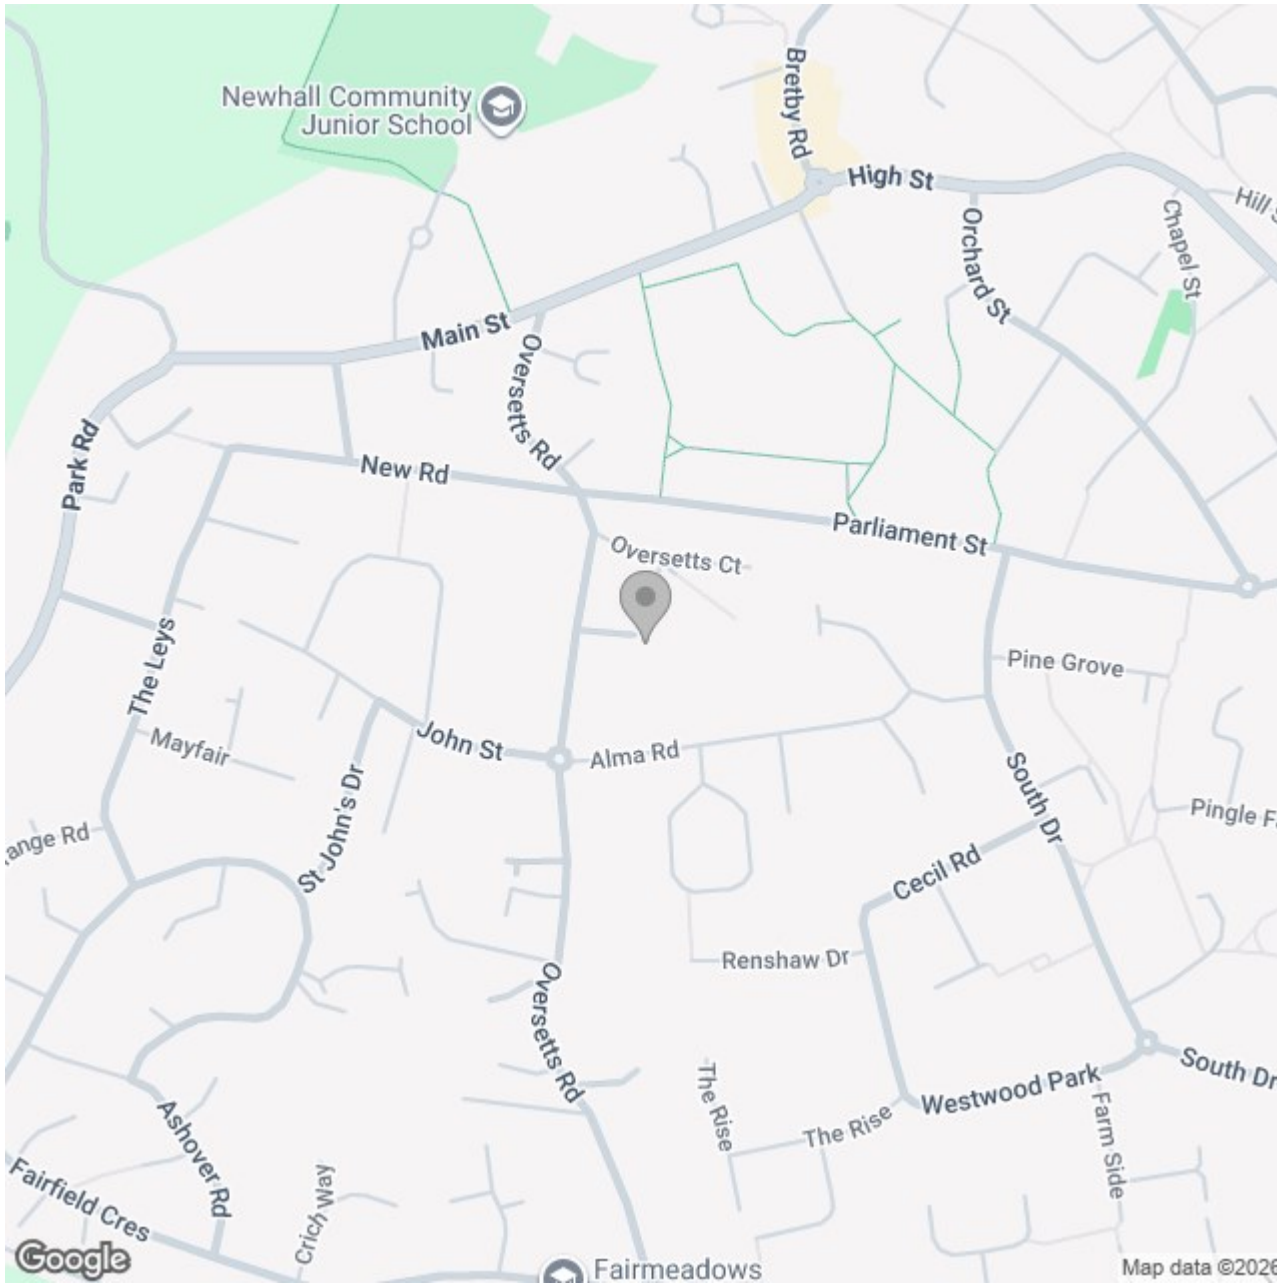 Newhall Community
Junior School
Bretby Rd
High St
Hill S
Chapel St
Orchard St
Main St
Oversetts Rd
Park Rd
New Rd
Parliament St
Oversetts Ct
The Leys
Pine Grove
Mayfair
John St
Alma Rd
St John's Dr
South Dr
Pingle F
ange Rd
Cecil Rd
Renshaw Dr
Oversetts Rd
South Dr
Westwood Park
The Rise
The Rise
Farm Side
Ashover Rd
Fairfield Cres
Crich Way
Google
Fairmeadows
Map data ©2026